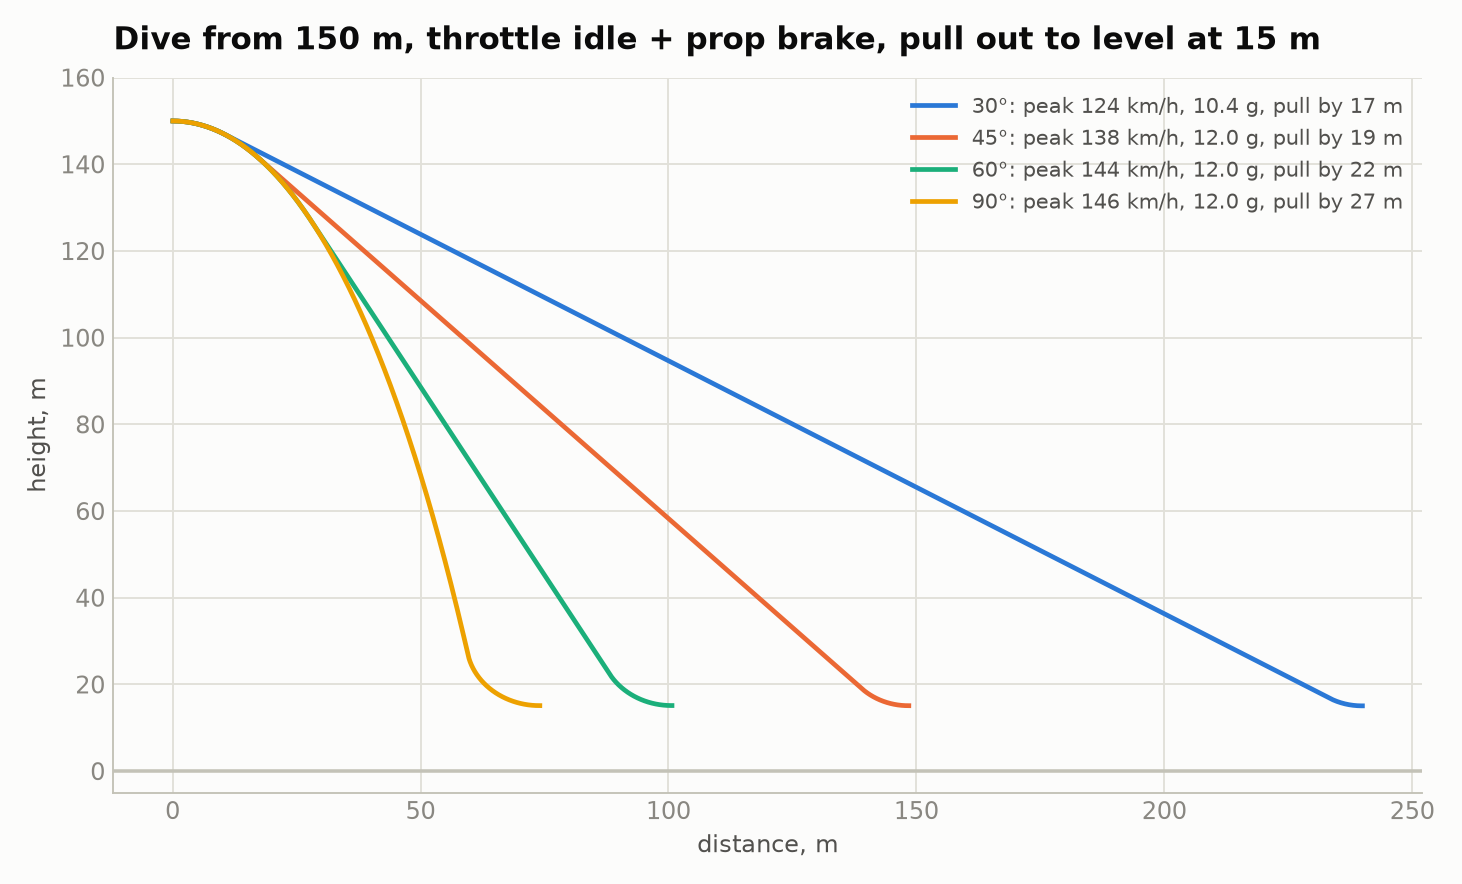 Dive from 150 m, throttle idle + prop brake, pull out to level at 15 m
30°: peak 124 km/h, 10.4 g, pull by 17 m
45°: peak 138 km/h, 12.0 g, pull by 19 m
60°: peak 144 km/h, 12.0 g, pull by 22 m
90°: peak 146 km/h, 12.0 g, pull by 27 m
height, m
160
140
120
100
80
60
40
20
0
0 50 100 150 200 250
distance, m